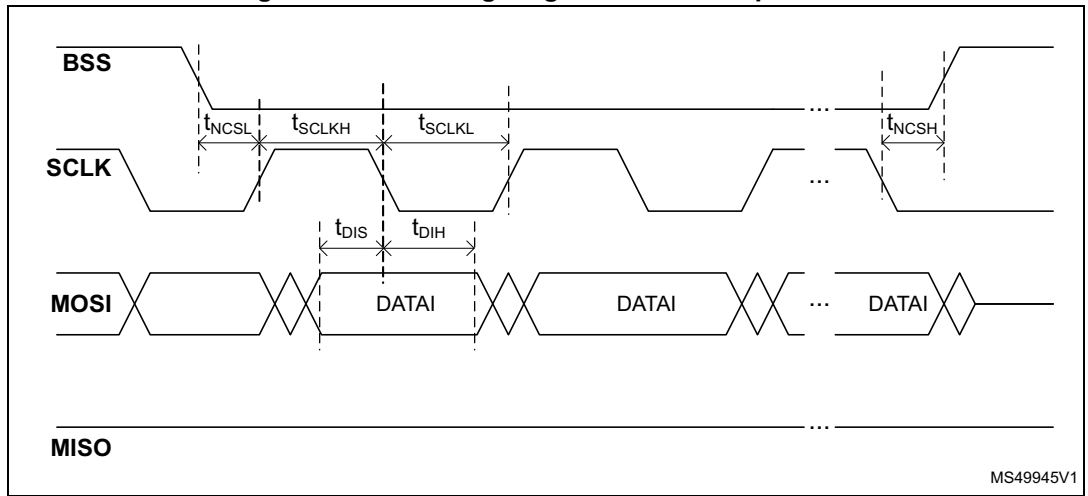 BSS
...
tNCSL tSCLKH tSCLKL tNCSH
SCLK
...
tDIS tDIH
MOSI DATAI DATAI ... DATAI
...
MISO
MS49945V1